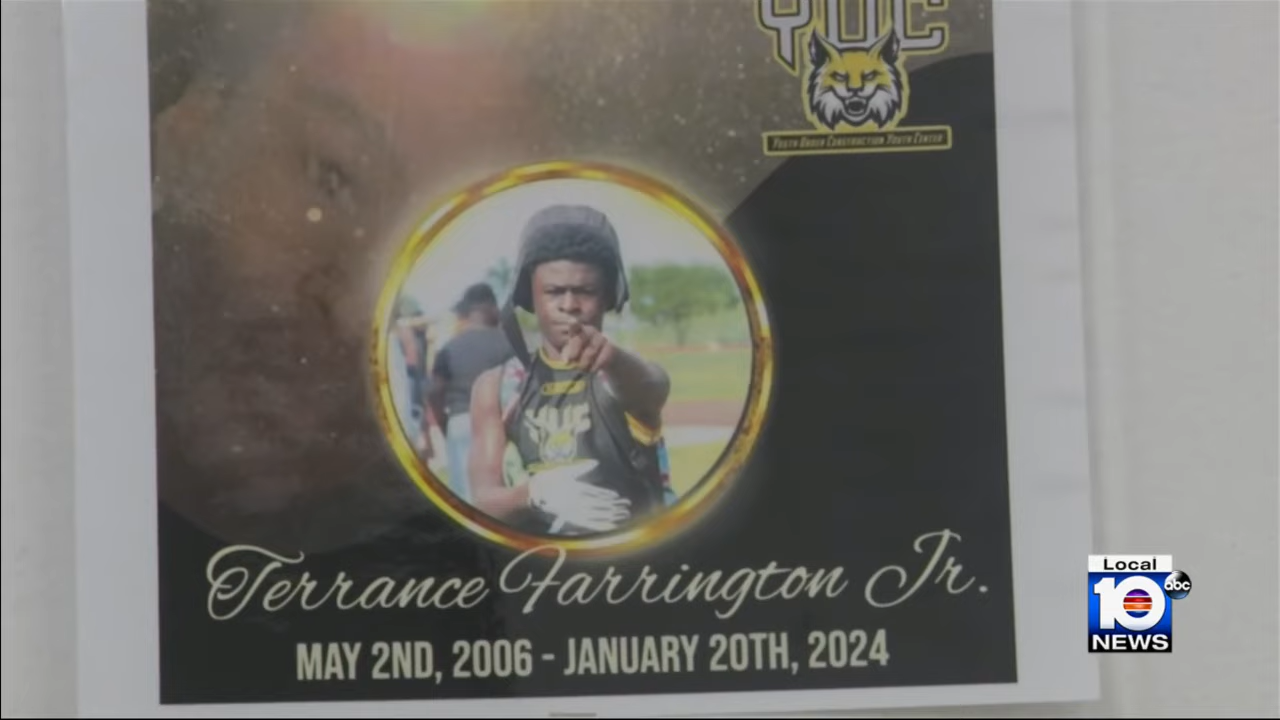 YUC
YOUTH UNDER CONSTRUCTION YOUTH CENTER
YUC
Terrance Farrington Jr.
MAY 2ND, 2006 - JANUARY 20TH, 2024
Local
10 abc
NEWS